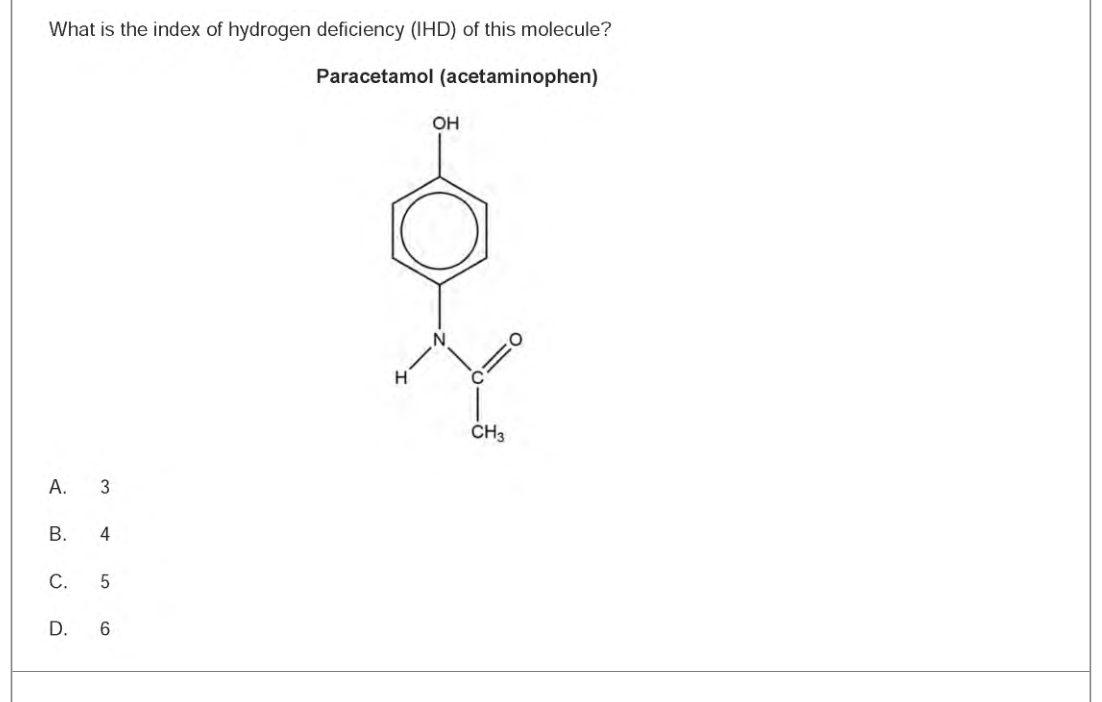 What is the index of hydrogen deficiency (IHD) of this molecule?
Paracetamol (acetaminophen)
OH
N
O
H
C
CH₃
A. 3
B. 4
C. 5
D. 6